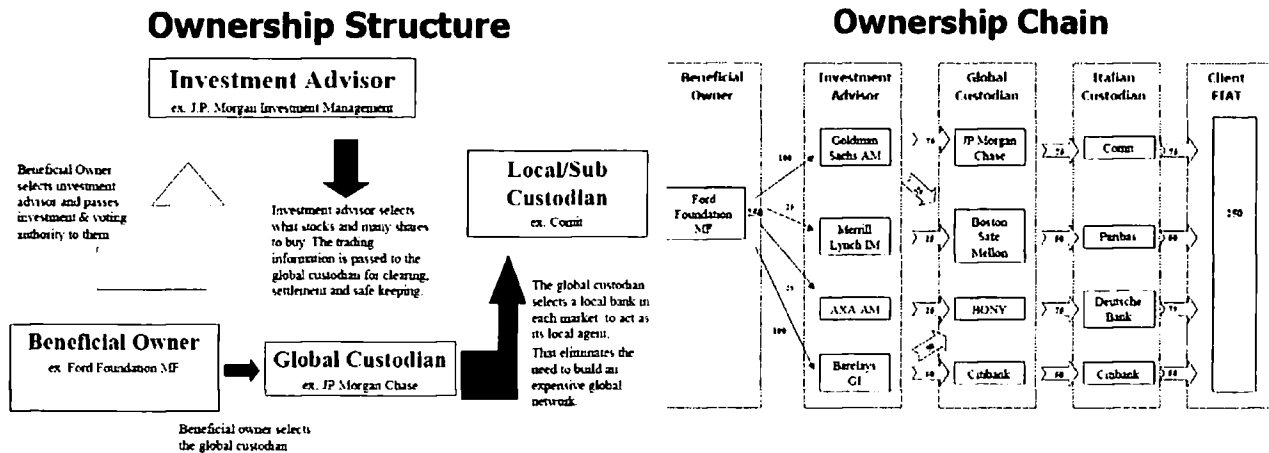 Ownership Structure
Investment Advisor
ex. J.P. Morgan Investment Management
Beneficial Owner
selects investment
advisor and passes
investment & voting
authority to them
Investment advisor selects
what stocks and many shares
to buy. The trading
information is passed to the
global custodian for clearing,
settlement and safe keeping.
Local/Sub
Custodian
ex. Comit
The global custodian
selects a local bank in
each market to act as
its local agent.
That eliminates the
need to build an
expensive global
network.
Beneficial Owner
ex. Ford Foundation MF
Global Custodian
ex. JP Morgan Chase
Beneficial owner selects
the global custodian
Ownership Chain
Beneficial
Owner
Investment
Advisor
Global
Custodian
Italian
Custodian
Client
FIAT
Ford
Foundation
MF
250
100
25
25
100
Goldman
Sachs AM
Merrill
Lynch IM
AXA AM
Barclays
GI
75
25
25
JP Morgan
Chase
Boston
Safe
Mellon
BONY
Citibank
75
Comit
75
Paribas
Deutsche
Bank
Citibank
250